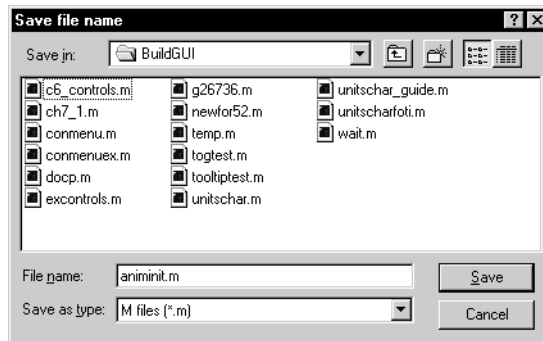 Save file name
Save in: BuildGUI
c6_controls.m g26736.m unitschar_guide.m
ch7_1.m newfor52.m unitscharfoti.m
conmenu.m temp.m wait.m
conmenuex.m togtest.m
docp.m tooltiptest.m
excontrols.m unitschar.m
File name: animinit.m Save
Save as type: M files (*.m) Cancel